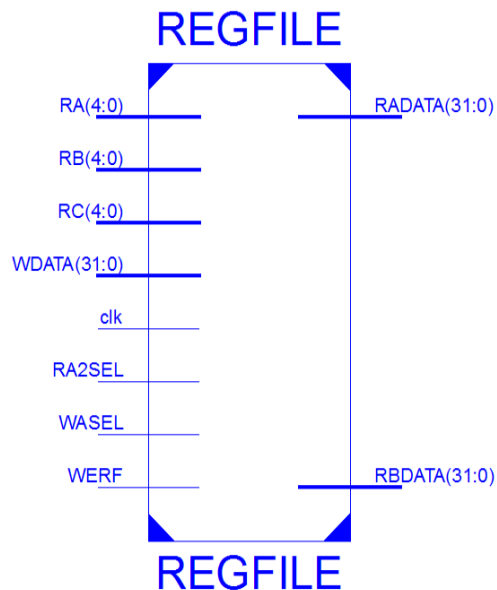 REGFILE
RA(4:0)
RADATA(31:0)
RB(4:0)
RC(4:0)
WDATA(31:0)
clk
RA2SEL
WASEL
WERF
RBDATA(31:0)
REGFILE